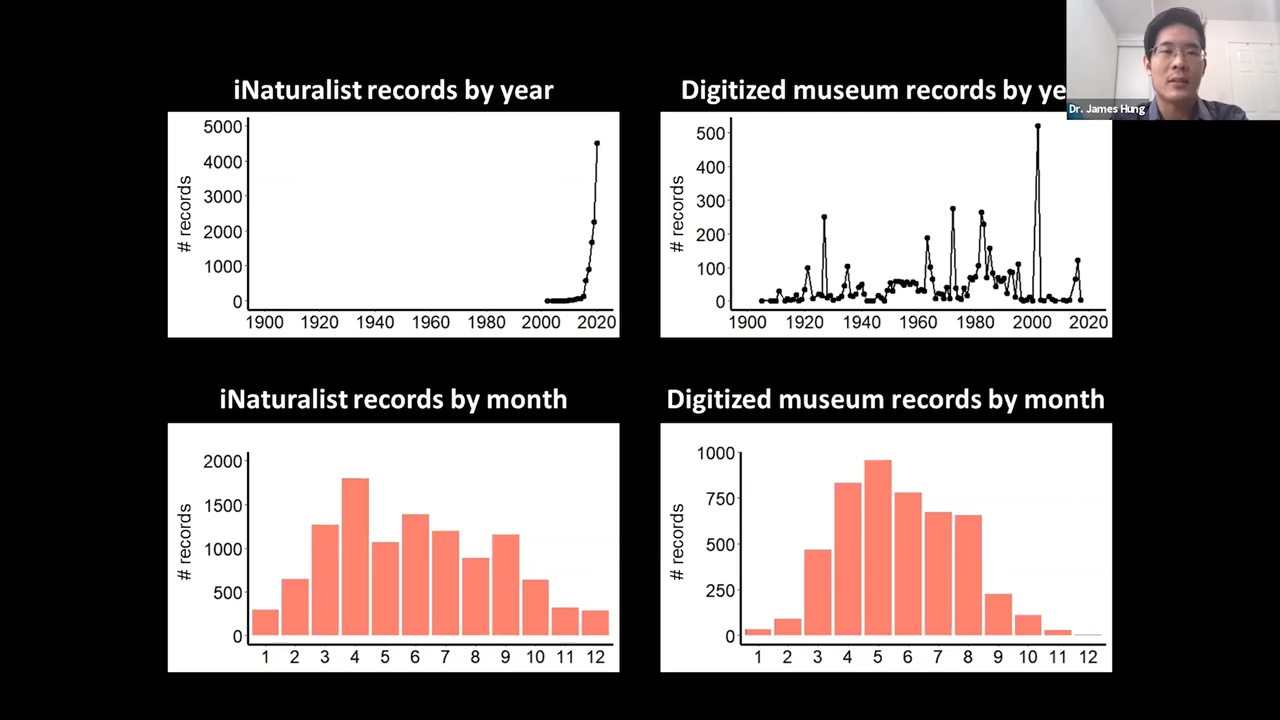 iNaturalist records by year
5000
4000
3000
2000
1000
0
# records
1900 1920 1940 1960 1980 2000 2020
Digitized museum records by ye
500
400
300
200
100
0
# records
1900 1920 1940 1960 1980 2000 2020
Dr. James Hung
iNaturalist records by month
2000
1500
1000
500
0
# records
1 2 3 4 5 6 7 8 9 10 11 12
Digitized museum records by month
1000
750
500
250
0
# records
1 2 3 4 5 6 7 8 9 10 11 12